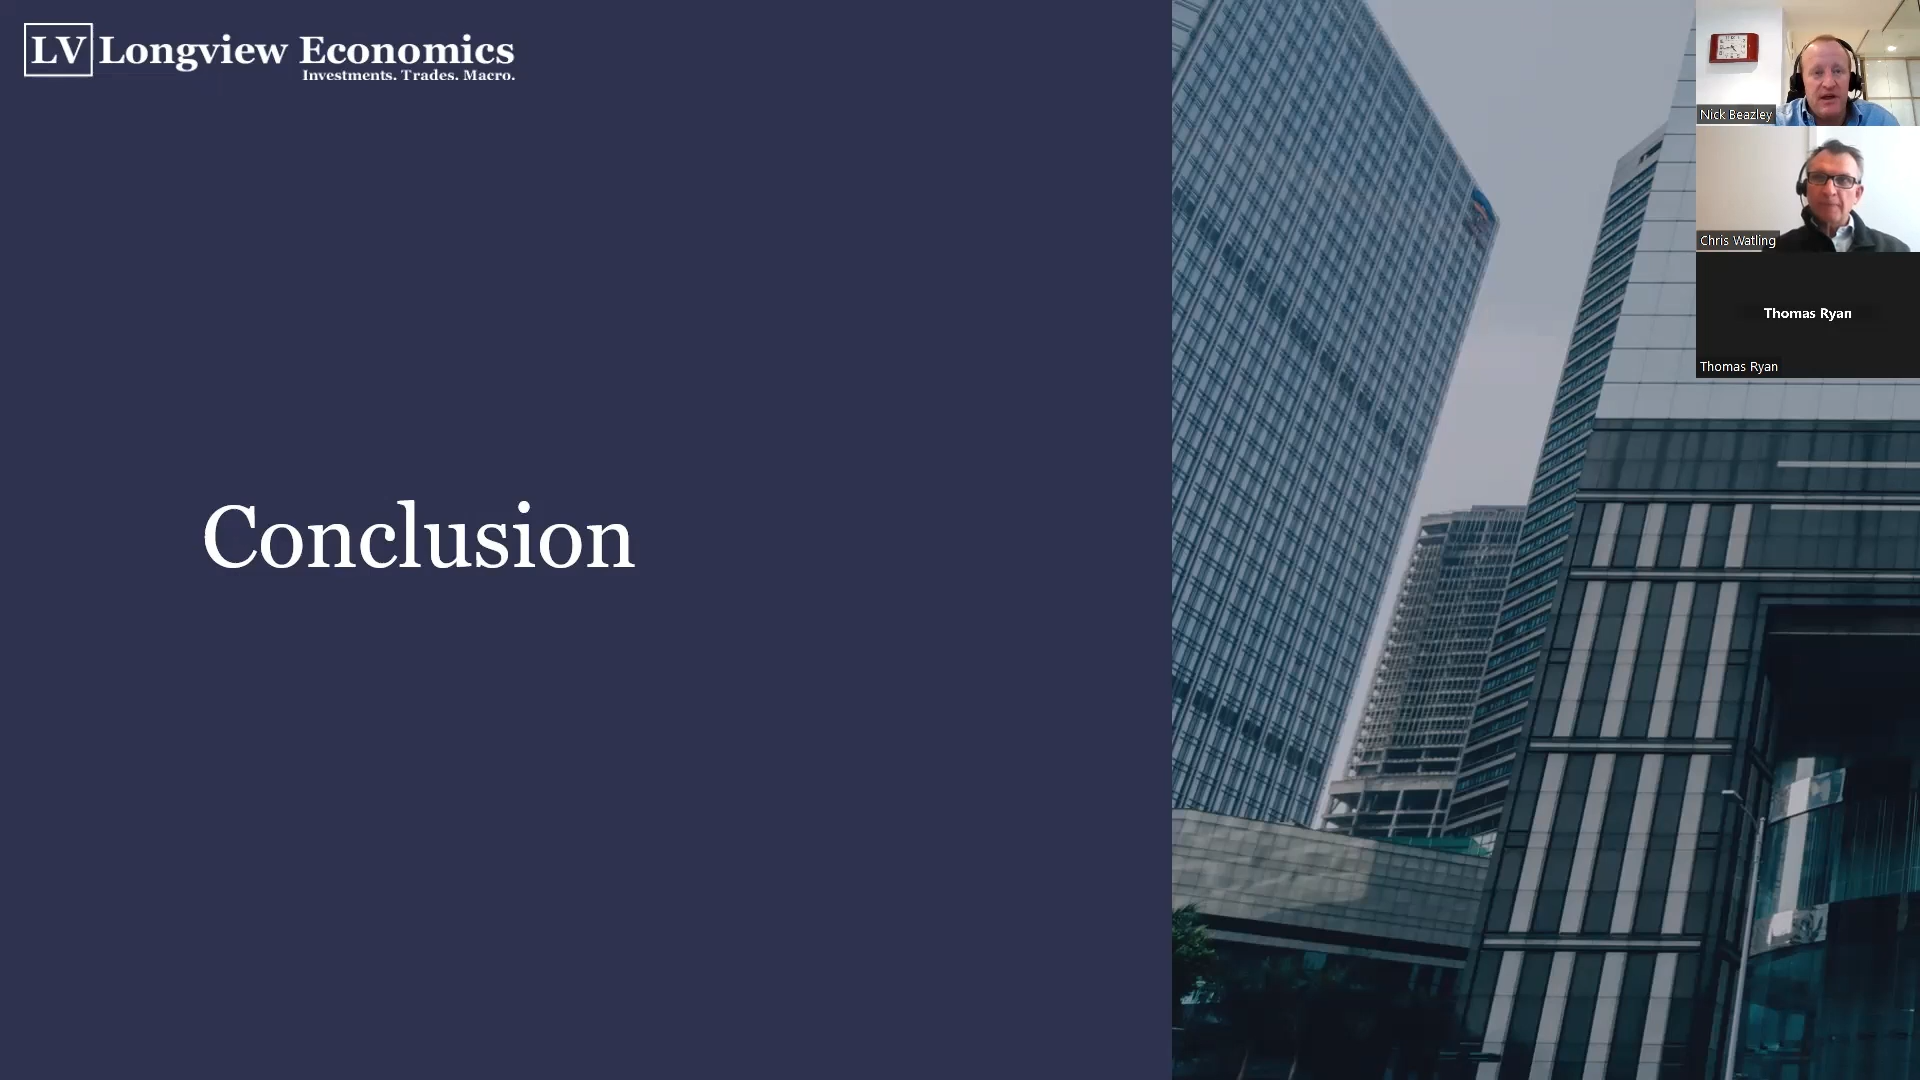 LV Longview Economics
Investments. Trades. Macro.
Conclusion
Nick Beazley
Chris Watling
Thomas Ryan
Thomas Ryan